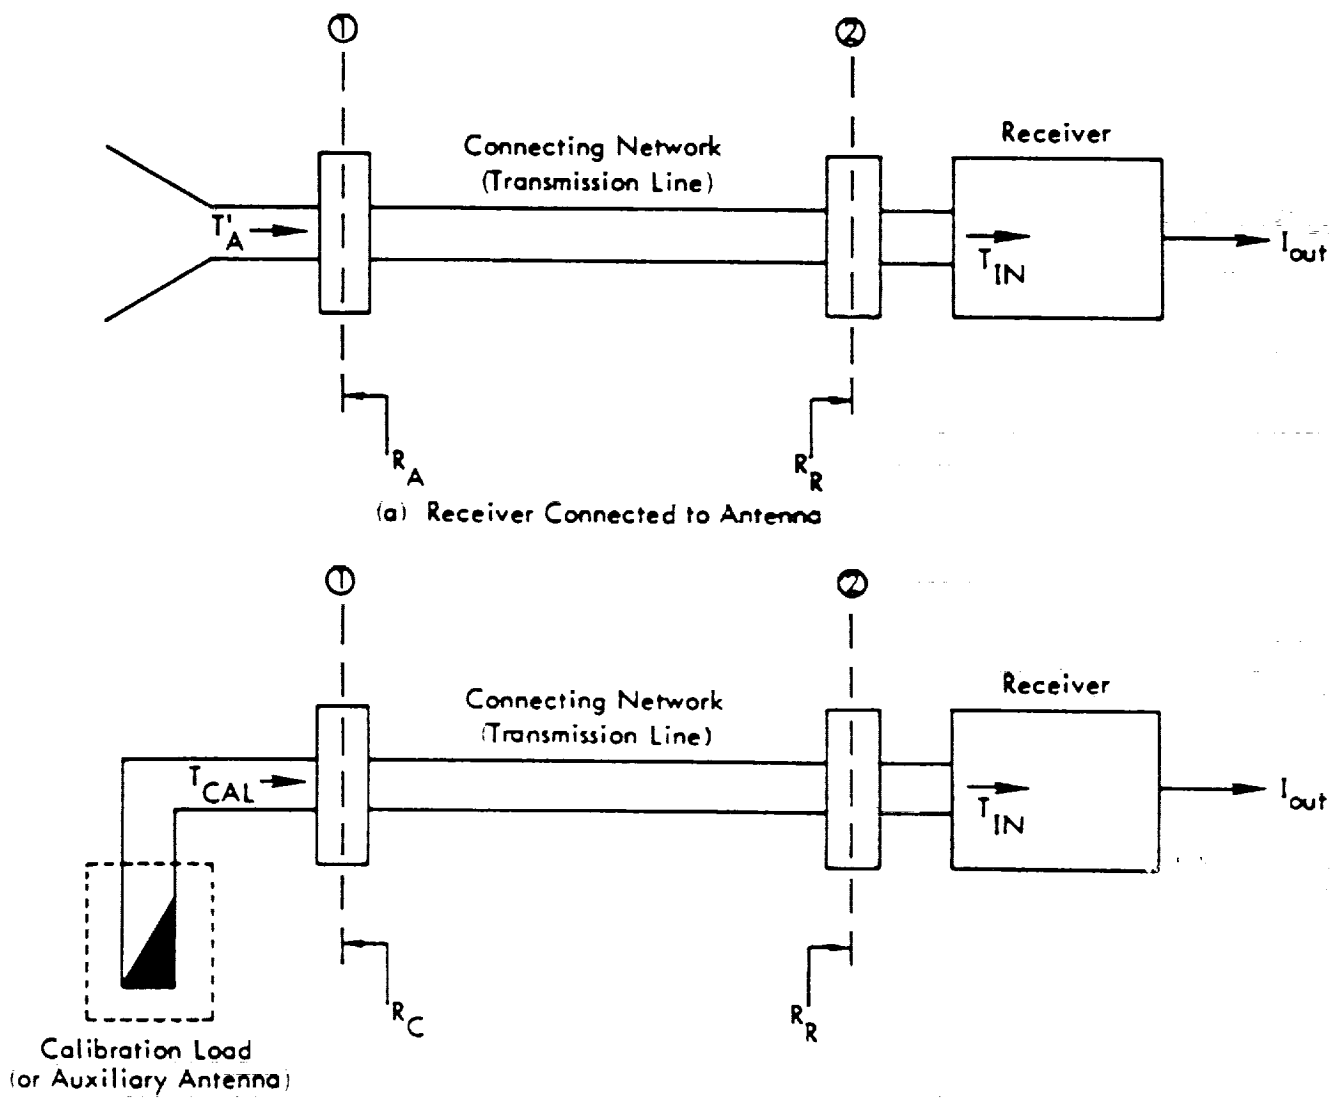 ① ②
Connecting Network
(Transmission Line)
Receiver
T'A
TIN
Iout
RA
RR
(a) Receiver Connected to Antenna
① ②
Connecting Network
(Transmission Line)
Receiver
TCAL
TIN
Iout
RC
RR
Calibration Load
(or Auxiliary Antenna)